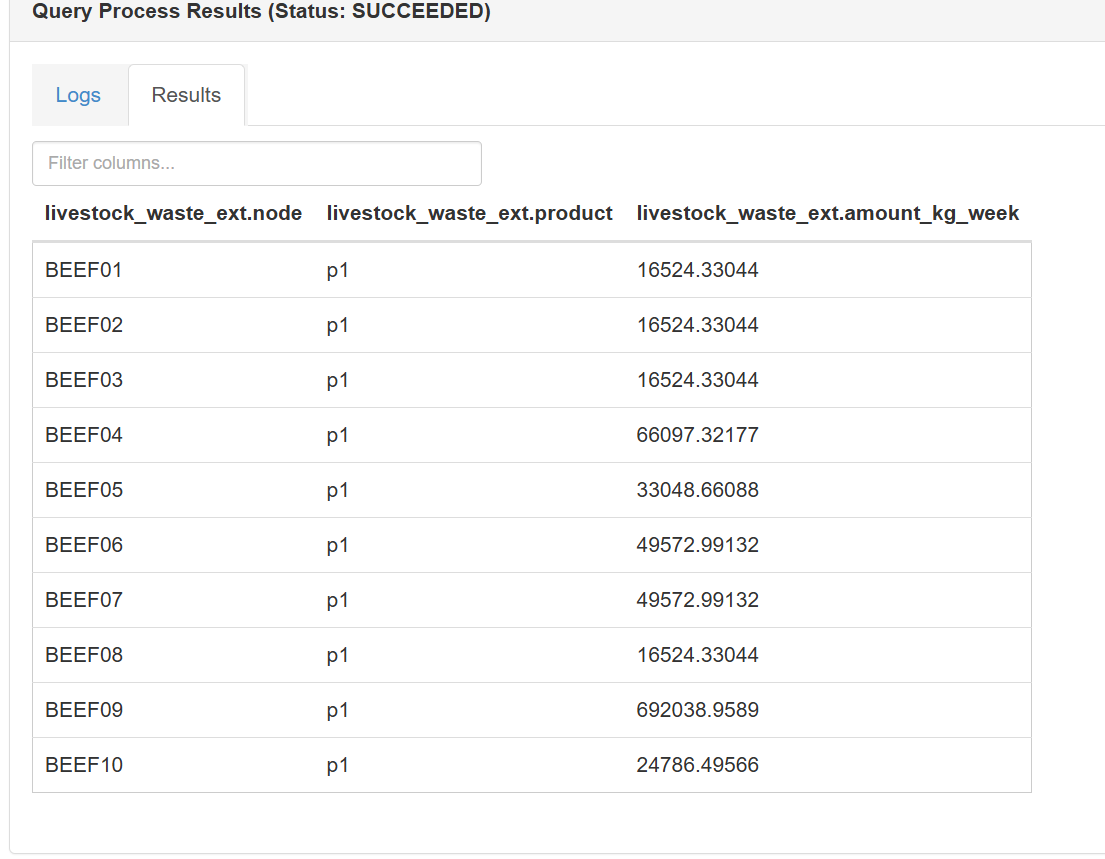 Query Process Results (Status: SUCCEEDED)
Logs Results
Filter columns...
livestock_waste_ext.node livestock_waste_ext.product livestock_waste_ext.amount_kg_week
BEEF01 p1 16524.33044
BEEF02 p1 16524.33044
BEEF03 p1 16524.33044
BEEF04 p1 66097.32177
BEEF05 p1 33048.66088
BEEF06 p1 49572.99132
BEEF07 p1 49572.99132
BEEF08 p1 16524.33044
BEEF09 p1 692038.9589
BEEF10 p1 24786.49566